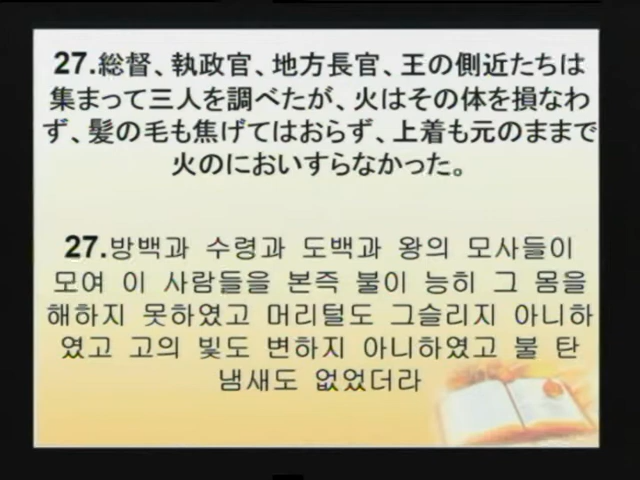 27.総督、執政官、地方長官、王の側近たちは
集まって三人を調べたが、火はその体を損なわ
ず、髪の毛も焦げてはおらず、上着も元のままで
火のにおいすらなかった。
27.방백과 수령과 도백과 왕의 모사들이
모여 이 사람들을 본즉 불이 능히 그 몸을
해하지 못하였고 머리털도 그슬리지 아니하
였고 고의 빛도 변하지 아니하였고 불 탄
냄새도 없었더라